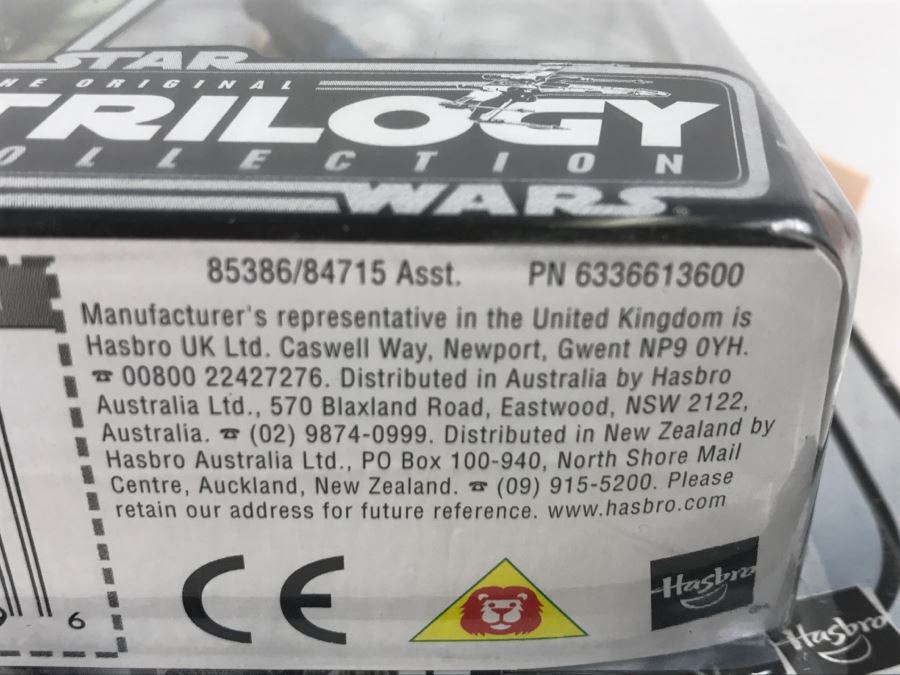 STAR
HE ORIGINAL
TRILOGY
OLLECTION
WARS
85386/84715 Asst. PN 6336613600
Manufacturer's representative in the United Kingdom is
Hasbro UK Ltd. Caswell Way, Newport, Gwent NP9 0YH.
☎ 00800 22427276. Distributed in Australia by Hasbro
Australia Ltd., 570 Blaxland Road, Eastwood, NSW 2122,
Australia. ☎ (02) 9874-0999. Distributed in New Zealand by
Hasbro Australia Ltd., PO Box 100-940, North Shore Mail
Centre, Auckland, New Zealand. ☎ (09) 915-5200. Please
retain our address for future reference. www.hasbro.com
6
CE
Hasbro
Hasbro